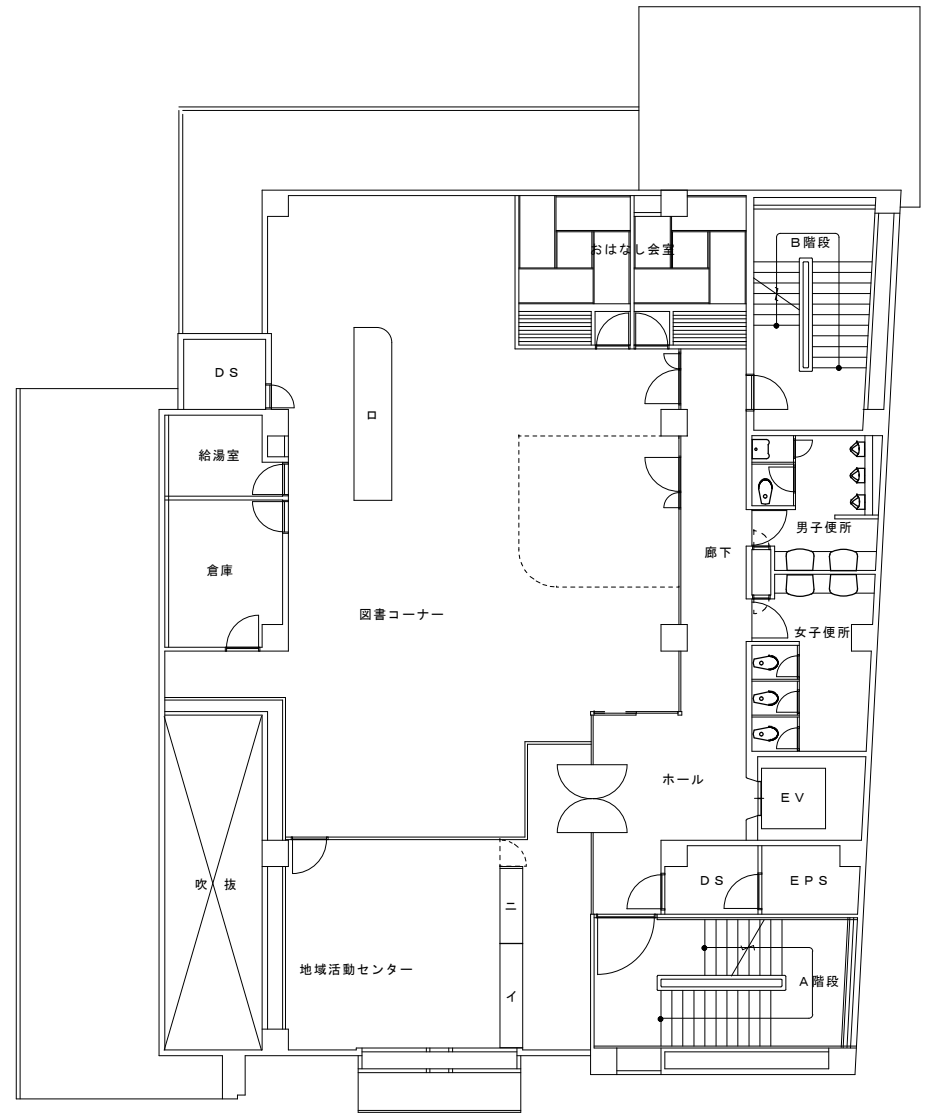 B階段
おはなし会室
DS
ロ
給湯室
男子便所
廊下
倉庫
図書コーナー
女子便所
ホール
EV
吹 抜
DS
EPS
ニ
地域活動センター
A階段
イ